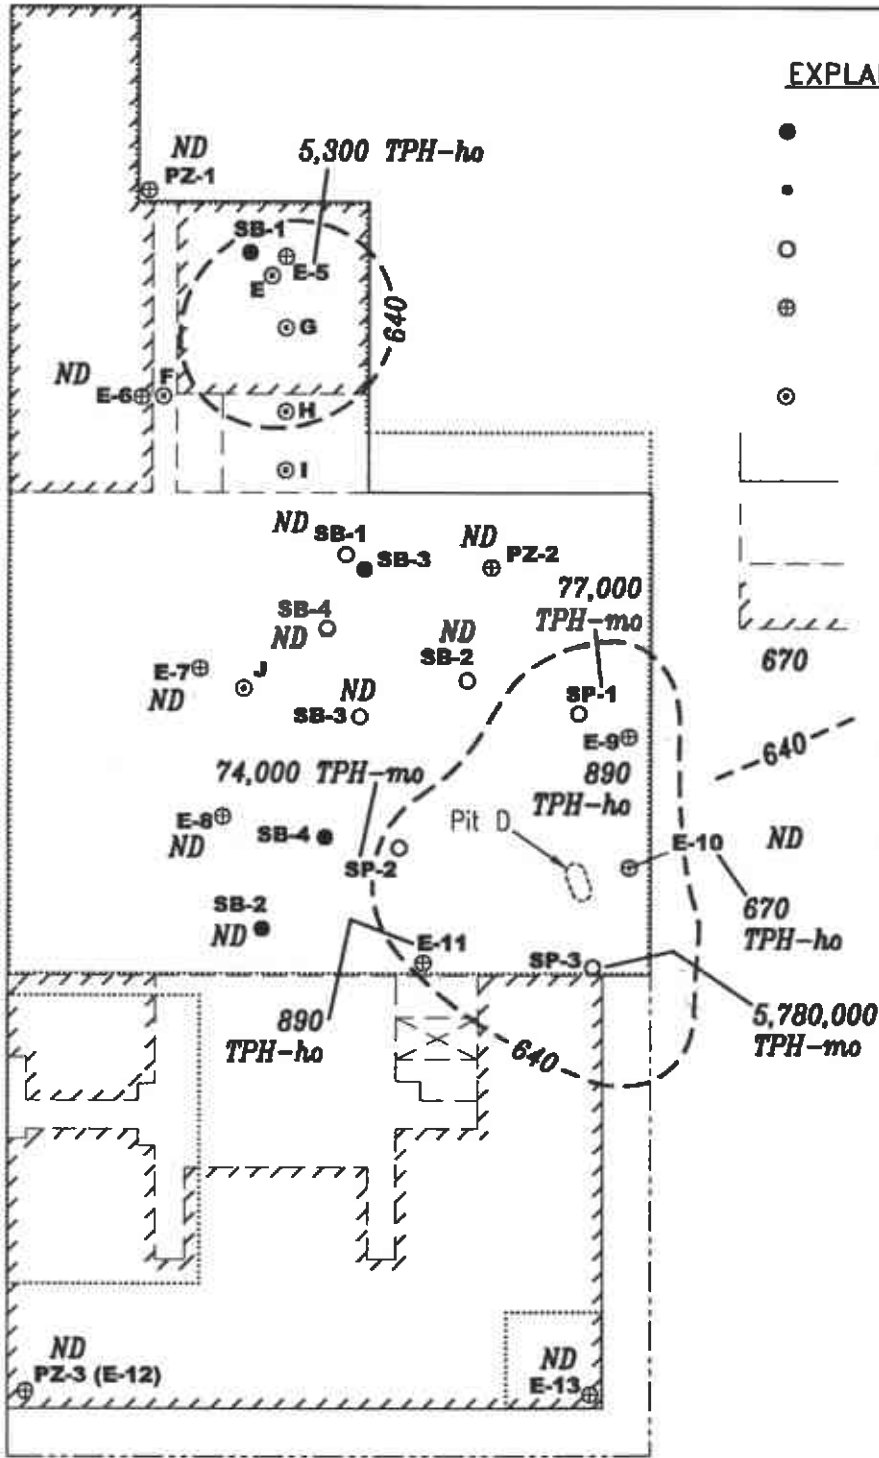 EXPLA
ND
PZ-1
5,300 TPH-ho
SB-1
E-5
E
G
640
ND
E-6
F
H
I
ND
SB-1
SB-3
ND
PZ-2
77,000
TPH-mo
SB-4
ND
ND
SB-2
670
E-7
ND
J
ND
SB-3
SP-1
E-9
640
74,000 TPH-mo
890
TPH-ho
Pit D
E-8
ND
SB-4
SP-2
E-10
ND
SB-2
ND
670
TPH-ho
E-11
SP-3
890
TPH-ho
640
5,780,000
TPH-mo
ND
PZ-3 (E-12)
ND
E-13